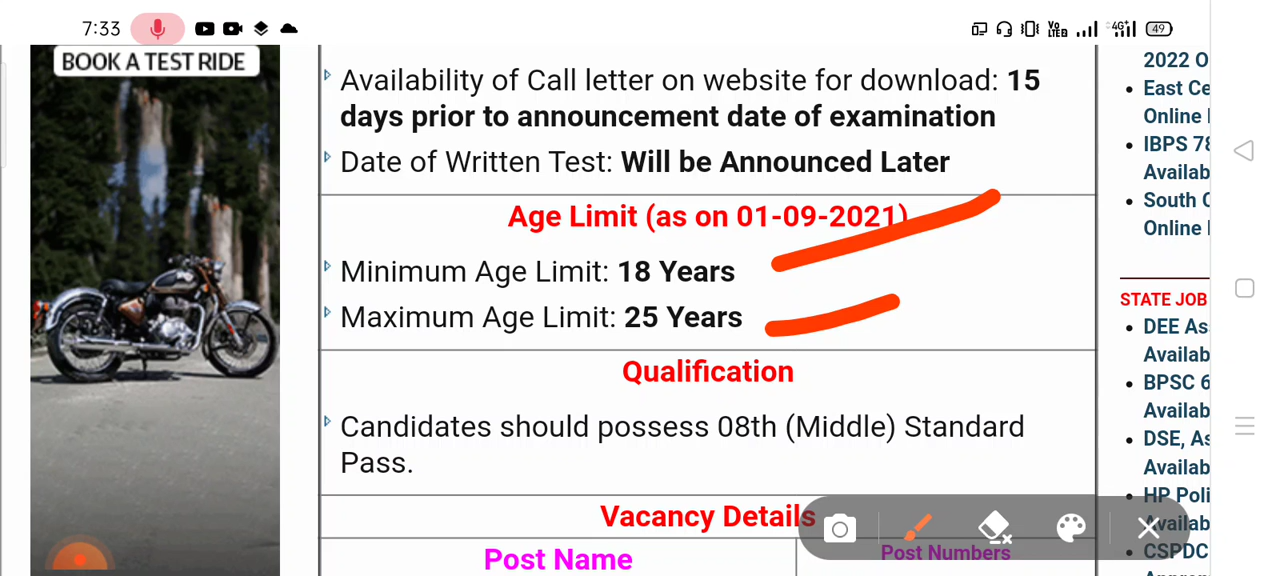 7:33
Vo LTE2
4G+
49
BOOK A TEST RIDE
Availability of Call letter on website for download: 15
days prior to announcement date of examination
Date of Written Test: Will be Announced Later
Age Limit (as on 01-09-2021)
Minimum Age Limit: 18 Years
Maximum Age Limit: 25 Years
Qualification
Candidates should possess 08th (Middle) Standard
Pass.
Vacancy Details
Post Name
Post Numbers
2022 O
East Ce
Online
IBPS 78
Availab
South
Online
STATE JOB
DEE As
Availab
BPSC 6
Availab
DSE, As
Availab
HP Poli
Availab
CSPDC